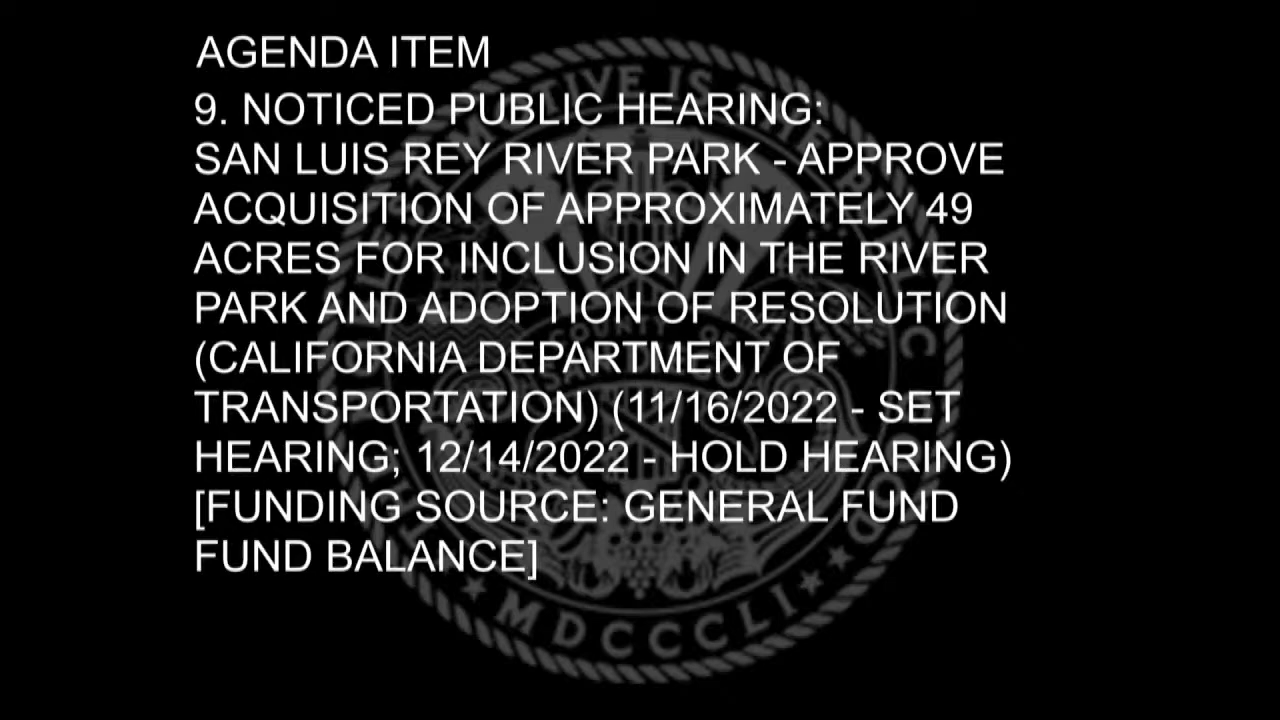 AGENDA ITEM
9. NOTICED PUBLIC HEARING:
SAN LUIS REY RIVER PARK - APPROVE
ACQUISITION OF APPROXIMATELY 49
ACRES FOR INCLUSION IN THE RIVER
PARK AND ADOPTION OF RESOLUTION
(CALIFORNIA DEPARTMENT OF
TRANSPORTATION) (11/16/2022 - SET
HEARING; 12/14/2022 - HOLD HEARING)
[FUNDING SOURCE: GENERAL FUND
FUND BALANCE]
MDCCCLI